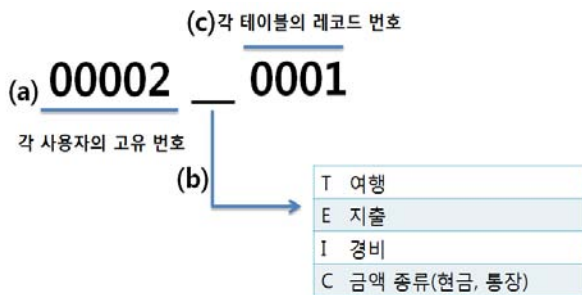 (c) 각 테이블의 레코드 번호
(a) 00002 __ 0001
각 사용자의 고유 번호
(b)
T 여행
E 지출
I 경비
C 금액 종류(현금, 통장)